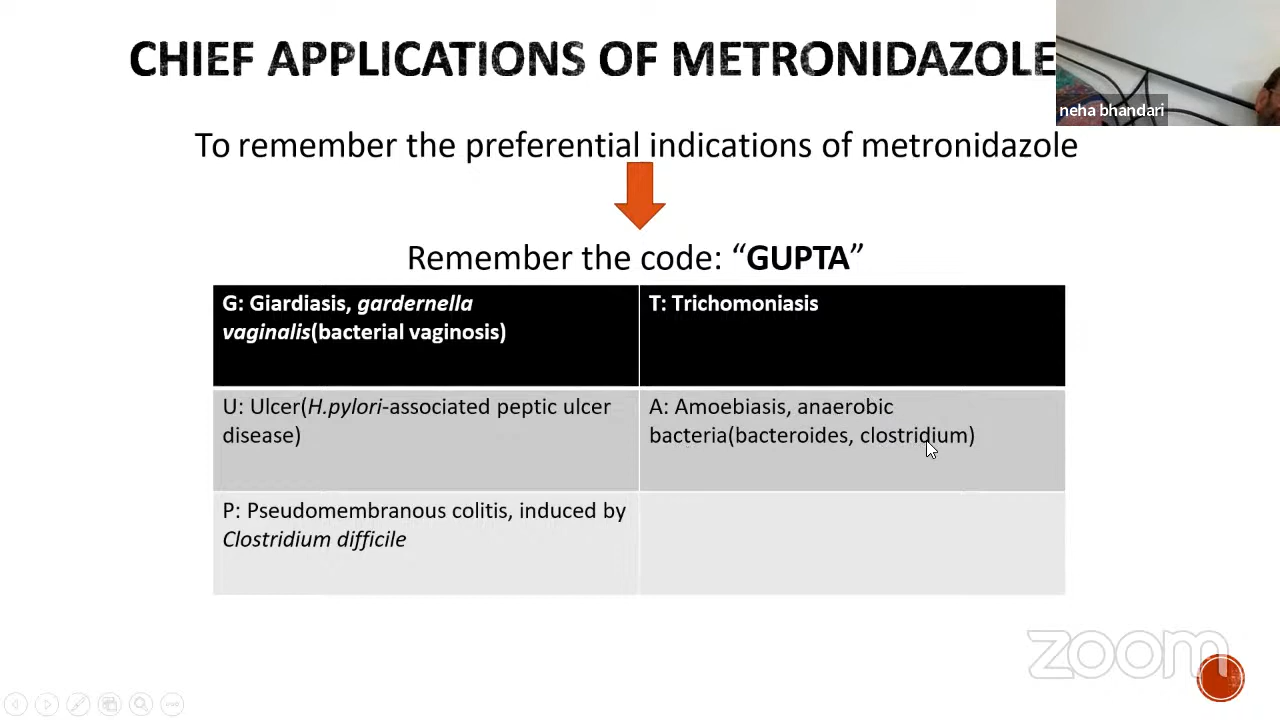 CHIEF APPLICATIONS OF METRONIDAZOLE
neha bhandari
To remember the preferential indications of metronidazole
Remember the code: “GUPTA”
G: Giardiasis, gardernella
vaginalis(bacterial vaginosis)
T: Trichomoniasis
U: Ulcer(H.pylori-associated peptic ulcer
disease)
A: Amoebiasis, anaerobic
bacteria(bacteroides, clostridium)
P: Pseudomembranous colitis, induced by
Clostridium difficile
zoom